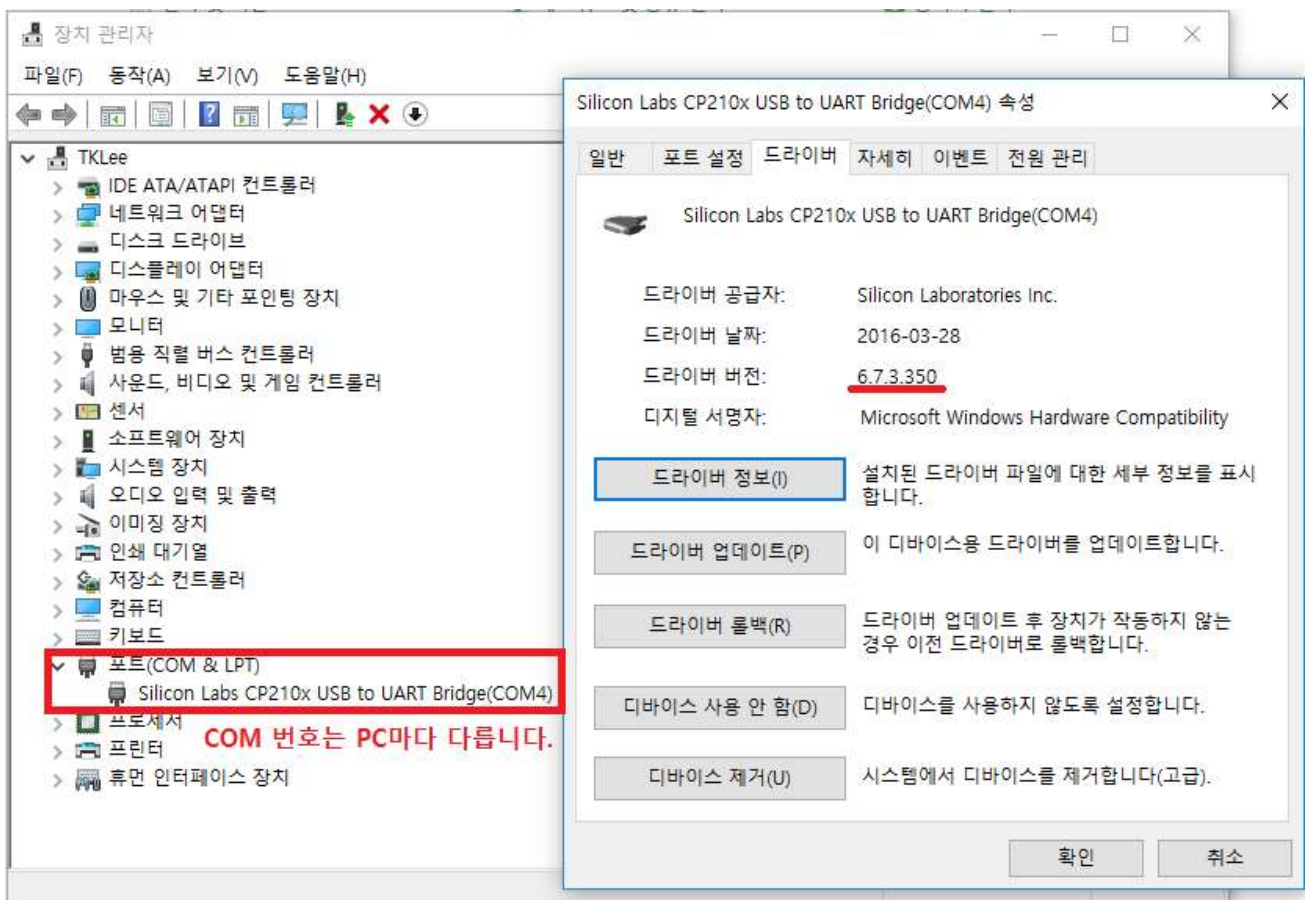 장치 관리자
파일(F) 동작(A) 보기(V) 도움말(H)
TKLee
IDE ATA/ATAPI 컨트롤러
네트워크 어댑터
디스크 드라이브
디스플레이 어댑터
마우스 및 기타 포인팅 장치
모니터
범용 직렬 버스 컨트롤러
사운드, 비디오 및 게임 컨트롤러
센서
소프트웨어 장치
시스템 장치
오디오 입력 및 출력
이미징 장치
인쇄 대기열
저장소 컨트롤러
컴퓨터
키보드
포트(COM & LPT)
Silicon Labs CP210x USB to UART Bridge(COM4)
프로세서
COM 번호는 PC마다 다릅니다.
프린터
휴먼 인터페이스 장치
Silicon Labs CP210x USB to UART Bridge(COM4) 속성
일반 포트 설정 드라이버 자세히 이벤트 전원 관리
Silicon Labs CP210x USB to UART Bridge(COM4)
드라이버 공급자: Silicon Laboratories Inc.
드라이버 날짜: 2016-03-28
드라이버 버전: 6.7.3.350
디지털 서명자: Microsoft Windows Hardware Compatibility
드라이버 정보(I) 설치된 드라이버 파일에 대한 세부 정보를 표시
합니다.
드라이버 업데이트(P) 이 디바이스용 드라이버를 업데이트합니다.
드라이버 롤백(R) 드라이버 업데이트 후 장치가 작동하지 않는
경우 이전 드라이버로 롤백합니다.
디바이스 사용 안 함(D) 디바이스를 사용하지 않도록 설정합니다.
디바이스 제거(U) 시스템에서 디바이스를 제거합니다(고급).
확인 취소